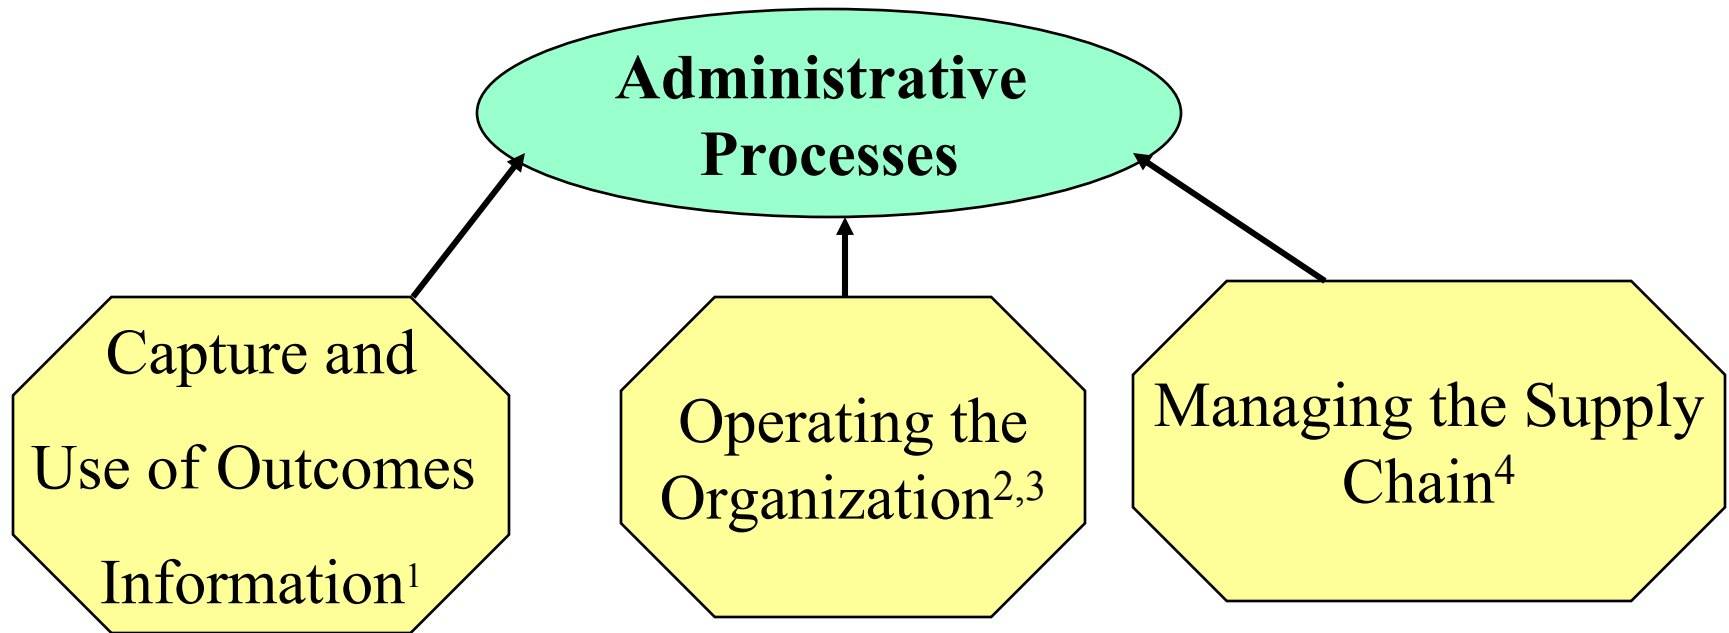 Administrative
Processes
Capture and
Use of Outcomes
Information¹
Operating the
Organization²,³
Managing the Supply
Chain⁴